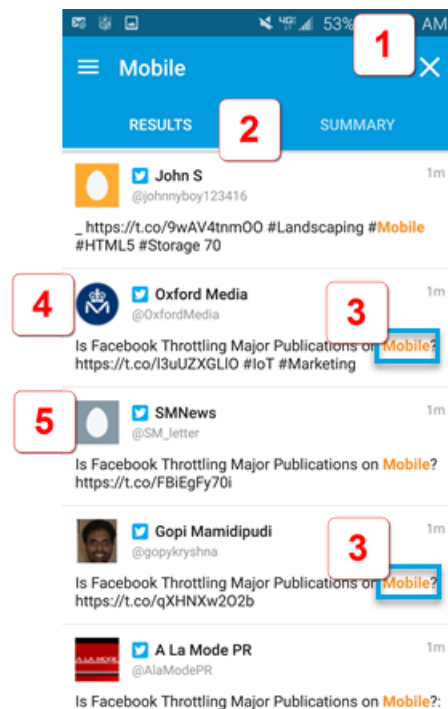 53%
AM
1
Mobile
RESULTS
2
SUMMARY
John S
1m
@johnnyboy123416
_ https://t.co/9wAV4tnmOO #Landscaping #Mobile
#HTML5 #Storage 70
4
Oxford Media
1m
@OxfordMedia
3
Is Facebook Throttling Major Publications on Mobile?
https://t.co/l3uUZXGLlO #IoT #Marketing
5
SMNews
1m
@SM_letter
Is Facebook Throttling Major Publications on Mobile?
https://t.co/FBiEgFy70i
Gopi Mamidipudi
1m
@gopykryshna
3
Is Facebook Throttling Major Publications on Mobile?
https://t.co/qXHNXw2O2b
A La Mode PR
1m
@AlaModePR
Is Facebook Throttling Major Publications on Mobile?: